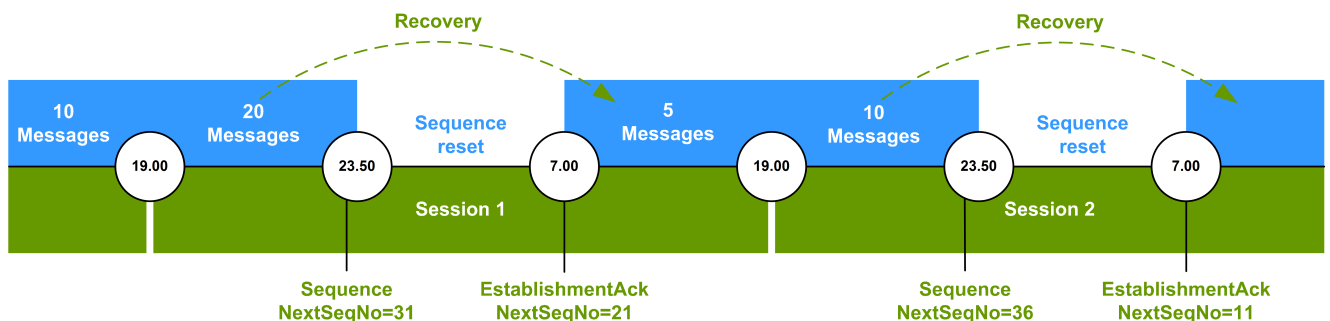 Recovery
Recovery
10
Messages
20
Messages
Sequence
reset
5
Messages
10
Messages
Sequence
reset
19.00
23.50
7.00
19.00
23.50
7.00
Session 1
Session 2
Sequence
NextSeqNo=31
EstablishmentAck
NextSeqNo=21
Sequence
NextSeqNo=36
EstablishmentAck
NextSeqNo=11